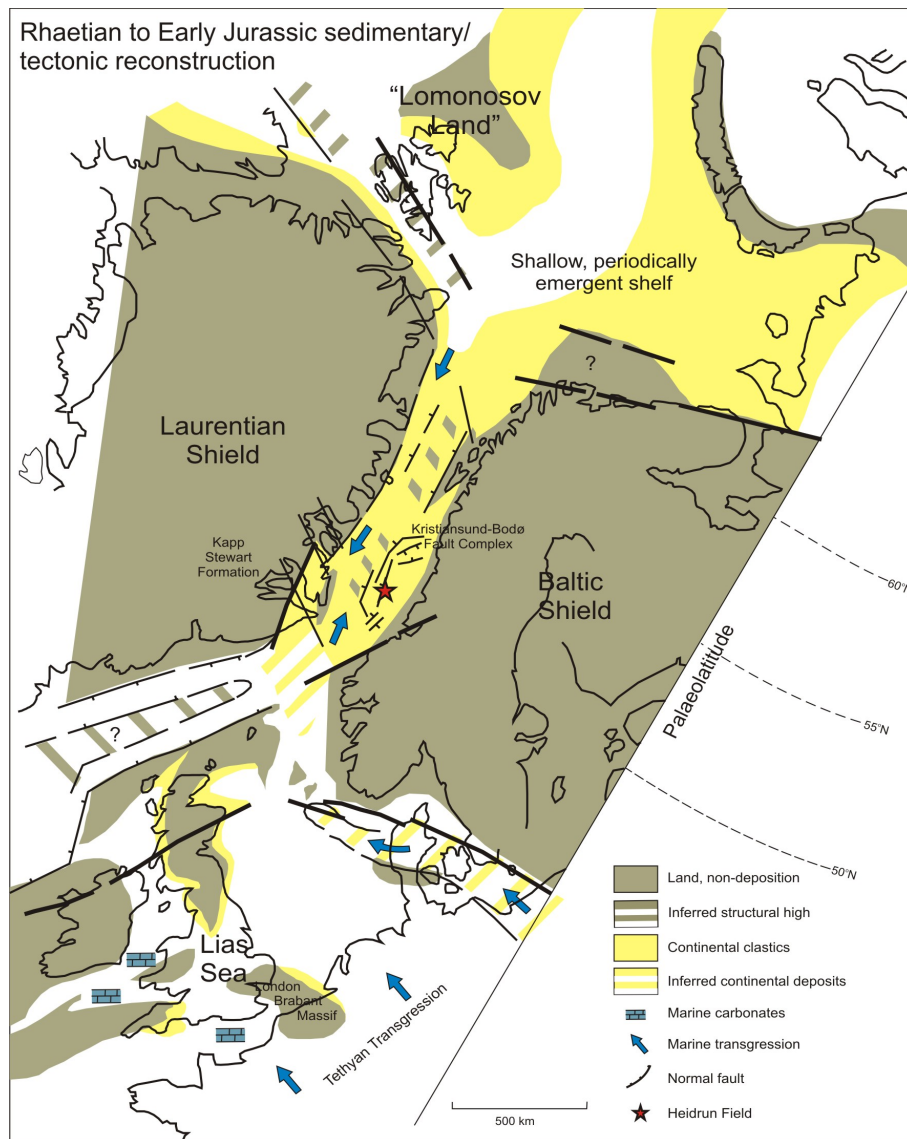 Rhaetian to Early Jurassic sedimentary/
tectonic reconstruction
“Lomonosov
Land”
Shallow, periodically
emergent shelf
?
Laurentian
Shield
Kapp
Stewart
Formation
Kristiansund-Bodø
Fault Complex
Baltic
Shield
60°N
Palaeolatitude
55°N
?
50°N
Lias
Sea
London
Brabant
Massif
Tethyan Transgression
Land, non-deposition
Inferred structural high
Continental clastics
Inferred continental deposits
Marine carbonates
Marine transgression
Normal fault
Heidrun Field
500 km